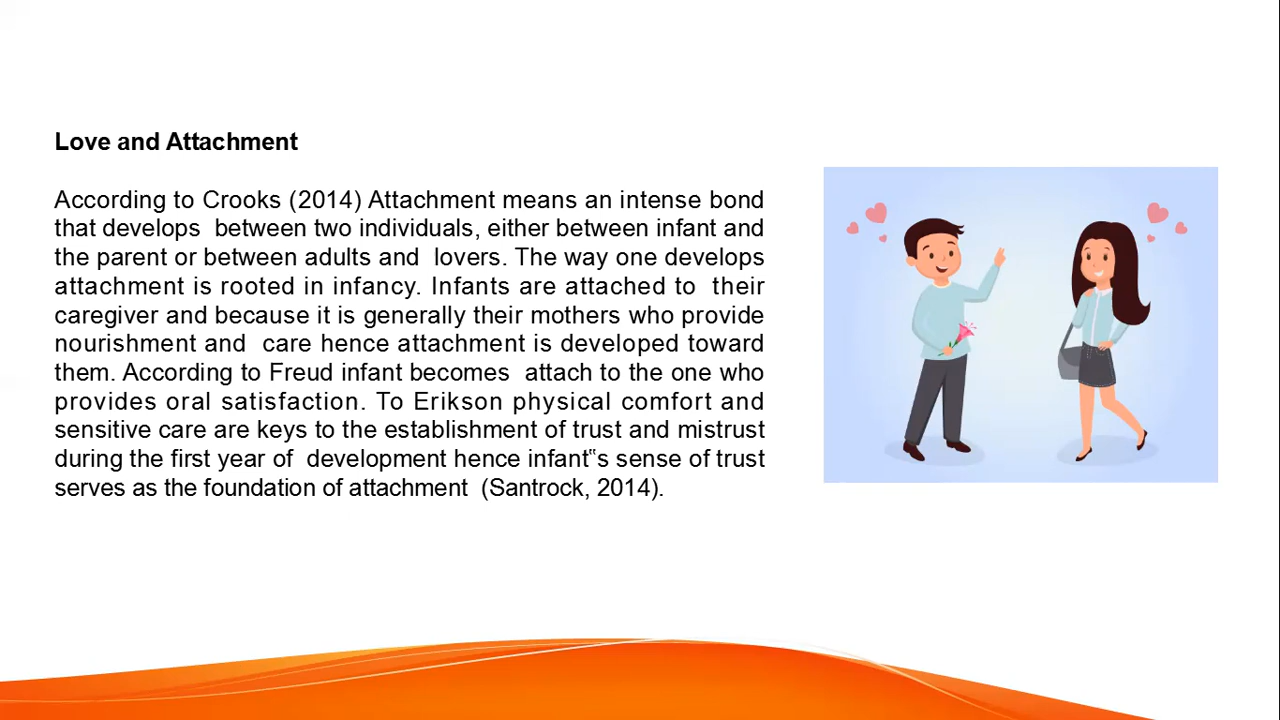 Love and Attachment
According to Crooks (2014) Attachment means an intense bond
that develops  between two individuals, either between infant and
the parent or between adults and  lovers. The way one develops
attachment is rooted in infancy. Infants are attached to  their
caregiver and because it is generally their mothers who provide
nourishment and  care hence attachment is developed toward
them. According to Freud infant becomes  attach to the one who
provides oral satisfaction. To Erikson physical comfort and
sensitive care are keys to the establishment of trust and mistrust
during the first year of  development hence infant‟s sense of trust
serves as the foundation of attachment  (Santrock, 2014).